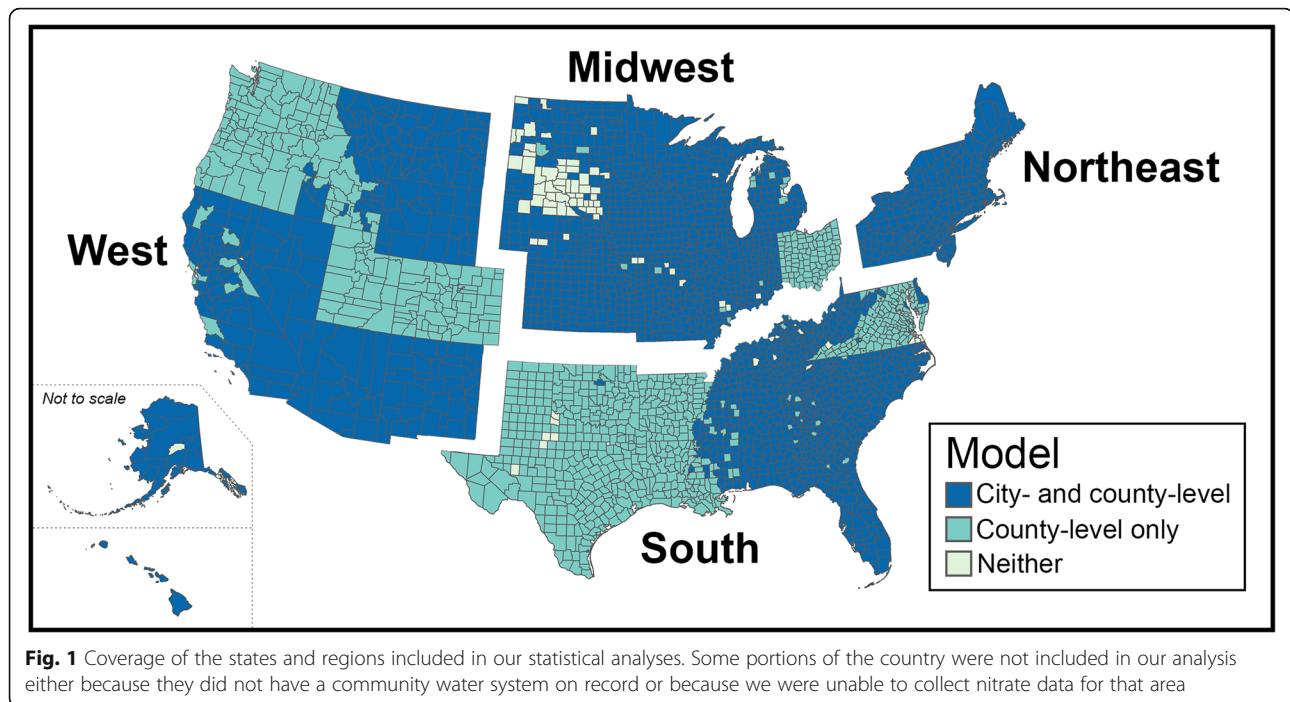 Midwest
Northeast
West
Not to scale
South
Model
City- and county-level
County-level only
Neither
Fig. 1 Coverage of the states and regions included in our statistical analyses. Some portions of the country were not included in our analysis
either because they did not have a community water system on record or because we were unable to collect nitrate data for that area